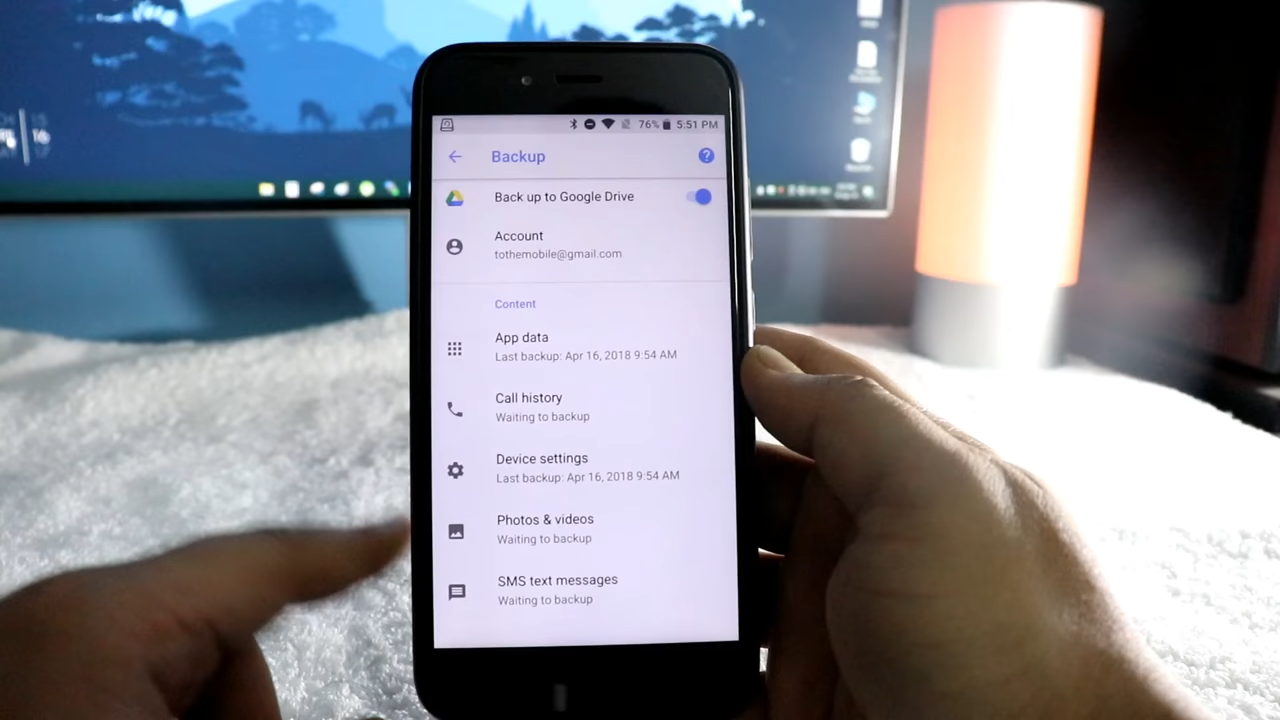 76% 5:51 PM
Backup
Back up to Google Drive
Account
tothemobile@gmail.com
Content
App data
Last backup: Apr 16, 2018 9:54 AM
Call history
Waiting to backup
Device settings
Last backup: Apr 16, 2018 9:54 AM
Photos & videos
Waiting to backup
SMS text messages
Waiting to backup
16